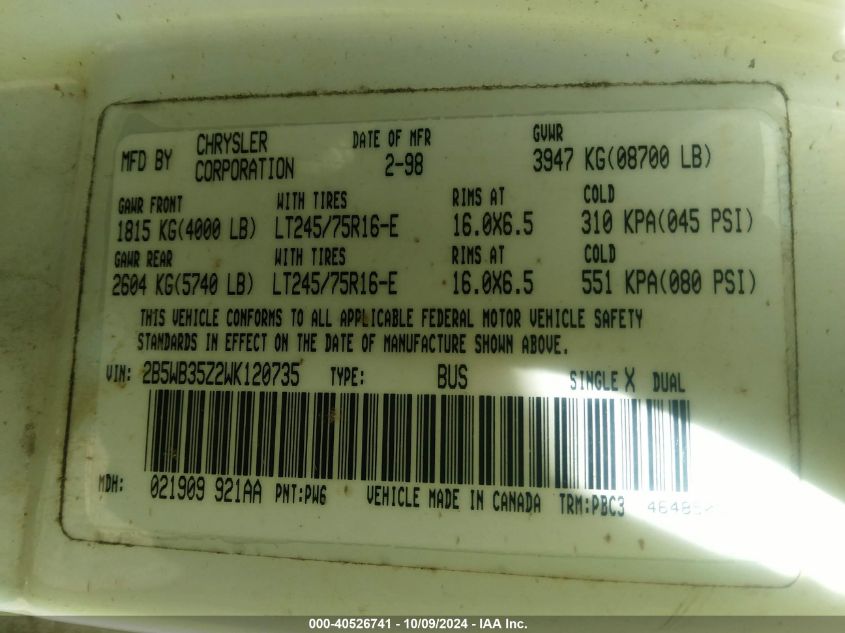 MFD BY CHRYSLER CORPORATION DATE OF MFR 2-98 GVWR 3947 KG(08700 LB)
GAWR FRONT WITH TIRES RIMS AT COLD
1815 KG(4000 LB) LT245/75R16-E 16.0X6.5 310 KPA(045 PSI)
GAWR REAR WITH TIRES RIMS AT COLD
2604 KG(5740 LB) LT245/75R16-E 16.0X6.5 551 KPA(080 PSI)
THIS VEHICLE CONFORMS TO ALL APPLICABLE FEDERAL MOTOR VEHICLE SAFETY
STANDARDS IN EFFECT ON THE DATE OF MANUFACTURE SHOWN ABOVE.
VIN: 2B5WB35Z2WK120735 TYPE: BUS SINGLE X DUAL
MDH: 021909 921AA PNT:PW6 VEHICLE MADE IN CANADA TRM:PBC3
000-40526741 - 10/09/2024 - IAA Inc.